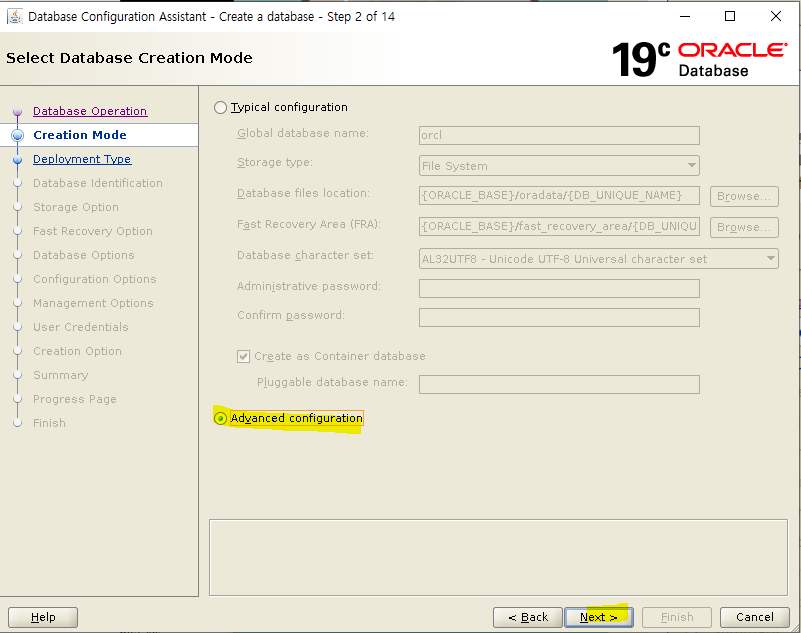 Database Configuration Assistant - Create a database - Step 2 of 14
Select Database Creation Mode
19c ORACLE
Database
Database Operation
Creation Mode
Deployment Type
Database Identification
Storage Option
Fast Recovery Option
Database Options
Configuration Options
Management Options
User Credentials
Creation Option
Summary
Progress Page
Finish
Typical configuration
Global database name: orcl
Storage type: File System
Database files location: {ORACLE_BASE}/oradata/{DB_UNIQUE_NAME} Browse...
Fast Recovery Area (FRA): {ORACLE_BASE}/fast_recovery_area/{DB_UNIQU Browse...
Database character set: AL32UTF8 - Unicode UTF-8 Universal character set
Administrative password:
Confirm password:
Create as Container database
Pluggable database name:
Advanced configuration
Help < Back Next > Finish Cancel